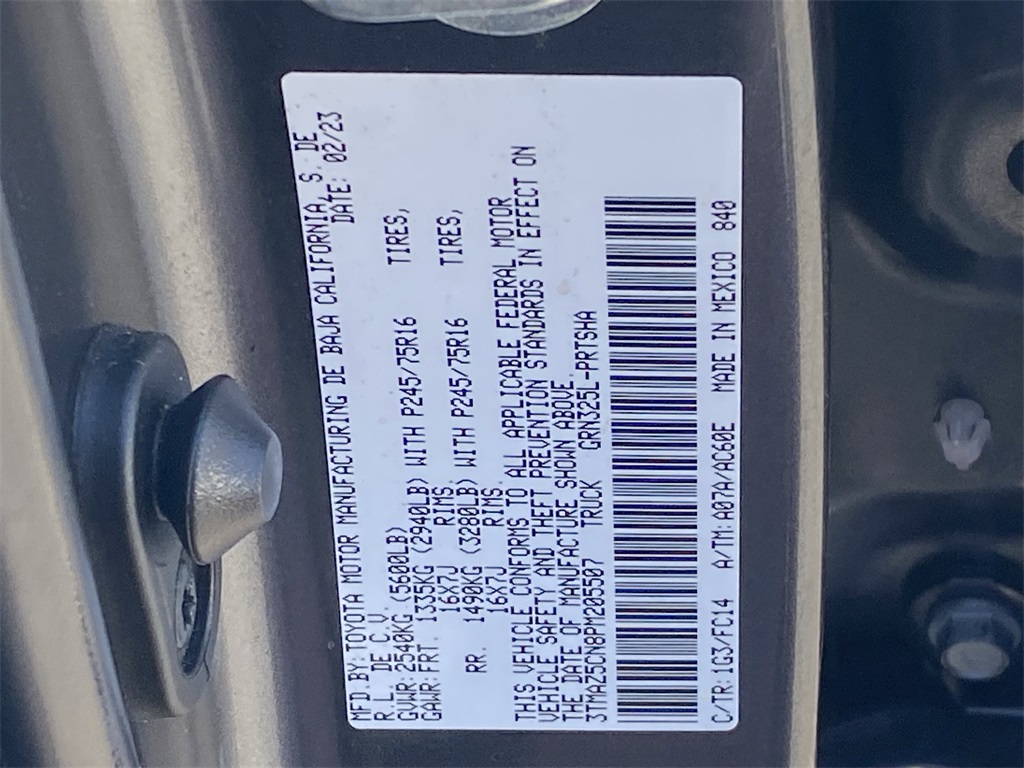 MFD.BY:TOYOTA MOTOR MANUFACTURING DE BAJA CALIFORNIA, S. DE
R.L. DE C.V. DATE: 02/23
GVWR:2540KG (5600LB)
GAWR:FRT. 1335KG (2940LB) WITH P245/75R16 TIRES,
16X7J RIMS.
RR. 1490KG (3280LB) WITH P245/75R16 TIRES,
16X7J RIMS.
THIS VEHICLE CONFORMS TO ALL APPLICABLE FEDERAL MOTOR
VEHICLE SAFETY AND THEFT PREVENTION STANDARDS IN EFFECT ON
THE DATE OF MANUFACTURE SHOWN ABOVE.
3TMAZ5CN8PM205507 TRUCK GRN325L-PRTSHA
C/TR:1G3/FC14 A/TM:A07A/AC60E MADE IN MEXICO 840